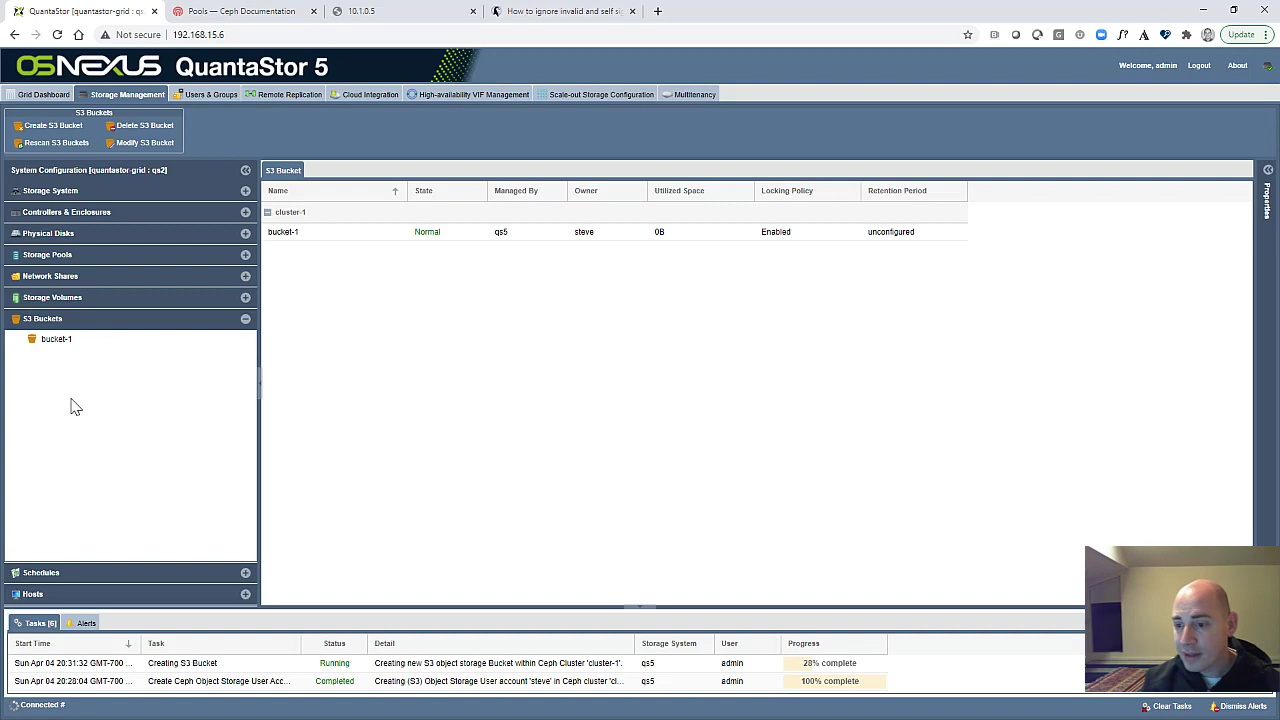 QuantaStor [quantastor-grid : qs
Pools — Ceph Documentation
10.1.0.5
How to ignore invalid and self sig
Not secure
192.168.15.6
Update
OSNEXUS QuantaStor 5
Welcome, admin
Logout
About
Grid Dashboard
Storage Management
Users & Groups
Remote Replication
Cloud Integration
High-availability VIF Management
Scale-out Storage Configuration
Multitenancy
S3 Buckets
Create S3 Bucket
Delete S3 Bucket
Rescan S3 Buckets
Modify S3 Bucket
System Configuration [quantastor-grid : qs2]
Storage System
Controllers & Enclosures
Physical Disks
Storage Pools
Network Shares
Storage Volumes
S3 Buckets
bucket-1
Schedules
Hosts
S3 Bucket
Name State Managed By Owner Utilized Space Locking Policy Retention Period
cluster-1
bucket-1 Normal qs5 steve 0B Enabled unconfigured
Properties
Tasks [6]
Alerts
Start Time Task Status Detail Storage System User Progress
Sun Apr 04 20:31:32 GMT-700 ... Creating S3 Bucket Running Creating new S3 object storage Bucket within Ceph Cluster 'cluster-1'. qs5 admin 28% complete
Sun Apr 04 20:28:04 GMT-700 ... Create Ceph Object Storage User Acc... Completed Creating (S3) Object Storage User account 'steve' in Ceph cluster 'cl... qs5 admin 100% complete
Connected #
Clear Tasks
Dismiss Alerts